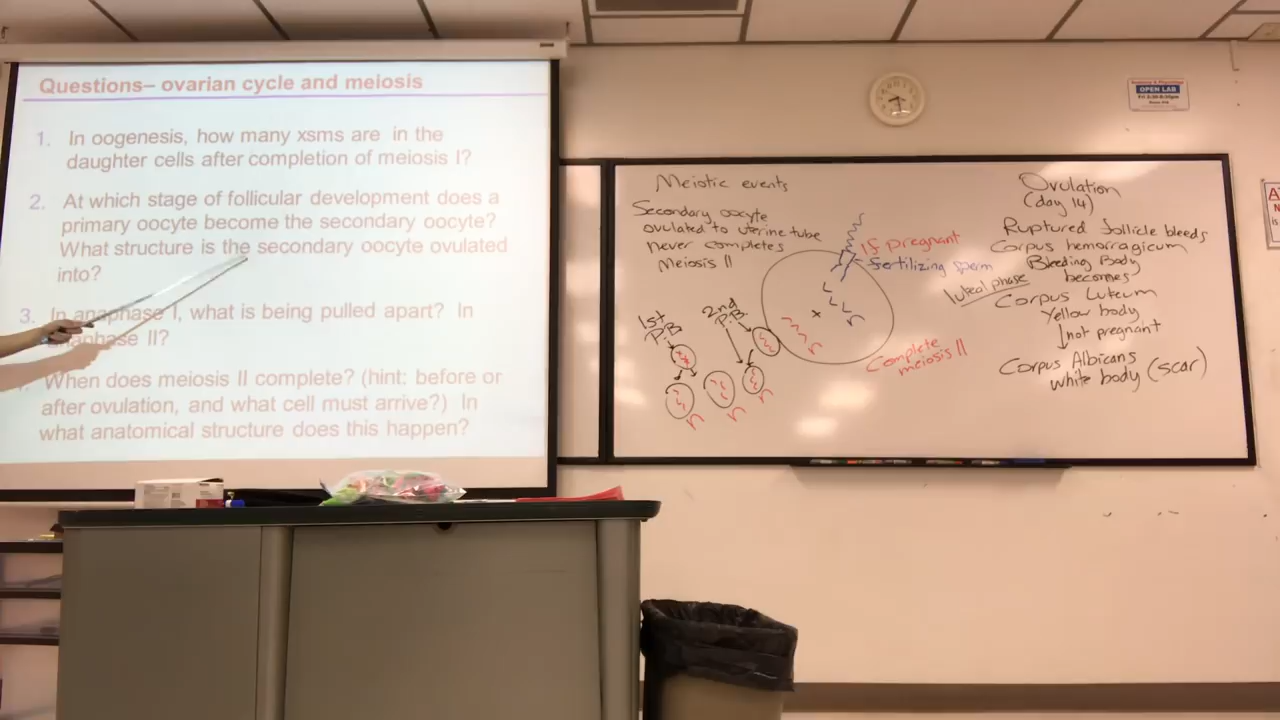 Questions– ovarian cycle and meiosis
1. In oogenesis, how many xsms are in the
daughter cells after completion of meiosis I?
2. At which stage of follicular development does a
primary oocyte become the secondary oocyte?
What structure is the secondary oocyte ovulated
into?
3. In anaphase I, what is being pulled apart? In
anaphase II?
When does meiosis II complete? (hint: before or
after ovulation, and what cell must arrive?) In
what anatomical structure does this happen?
Meiotic events
Secondary oocyte
ovulated to uterine tube
never completes
Meiosis II
If pregnant
fertilizing sperm
1st
P.B
2nd
P.B.
+
n
n
Complete
meiosis II
n
n
n
Ovulation
(day 14)
Ruptured follicle bleeds
Corpus hemorragicum
Bleeding Body
becomes
luteal phase
Corpus Luteum
Yellow body
not pregnant
Corpus Albicans
white body (scar)
OPEN LAB